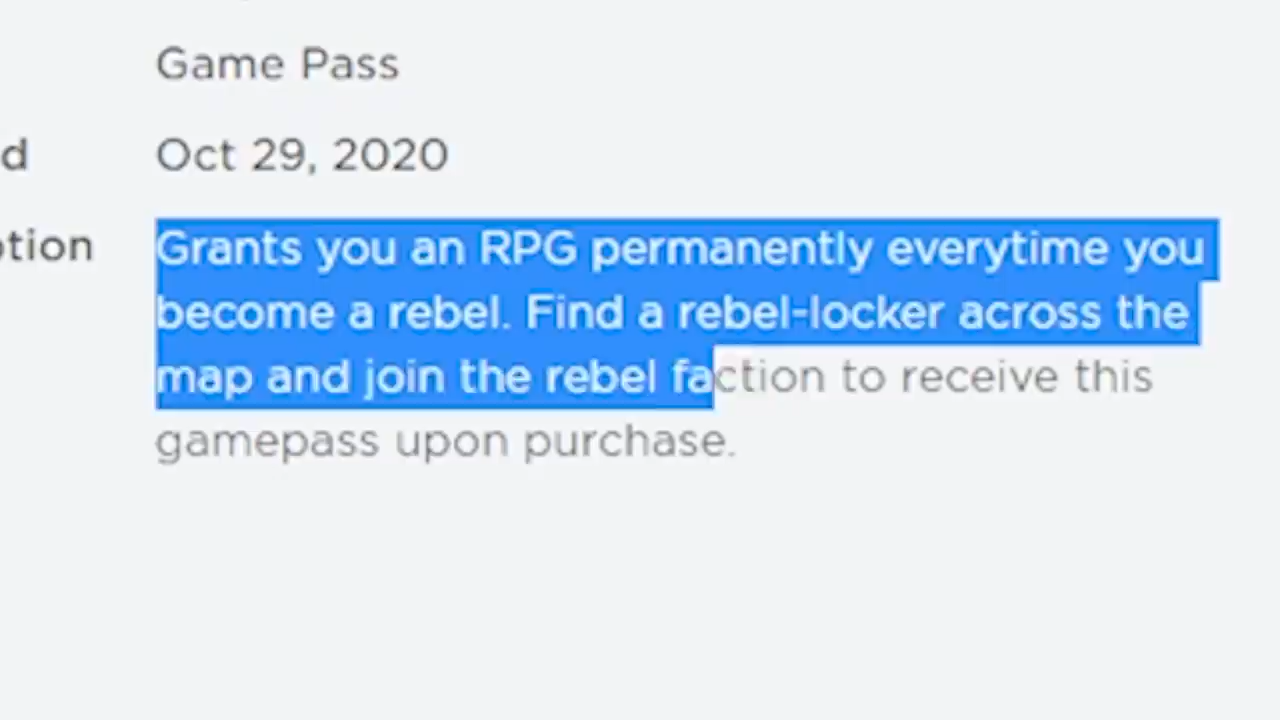 Game Pass
d Oct 29, 2020
ption Grants you an RPG permanently everytime you
become a rebel. Find a rebel-locker across the
map and join the rebel faction to receive this
gamepass upon purchase.